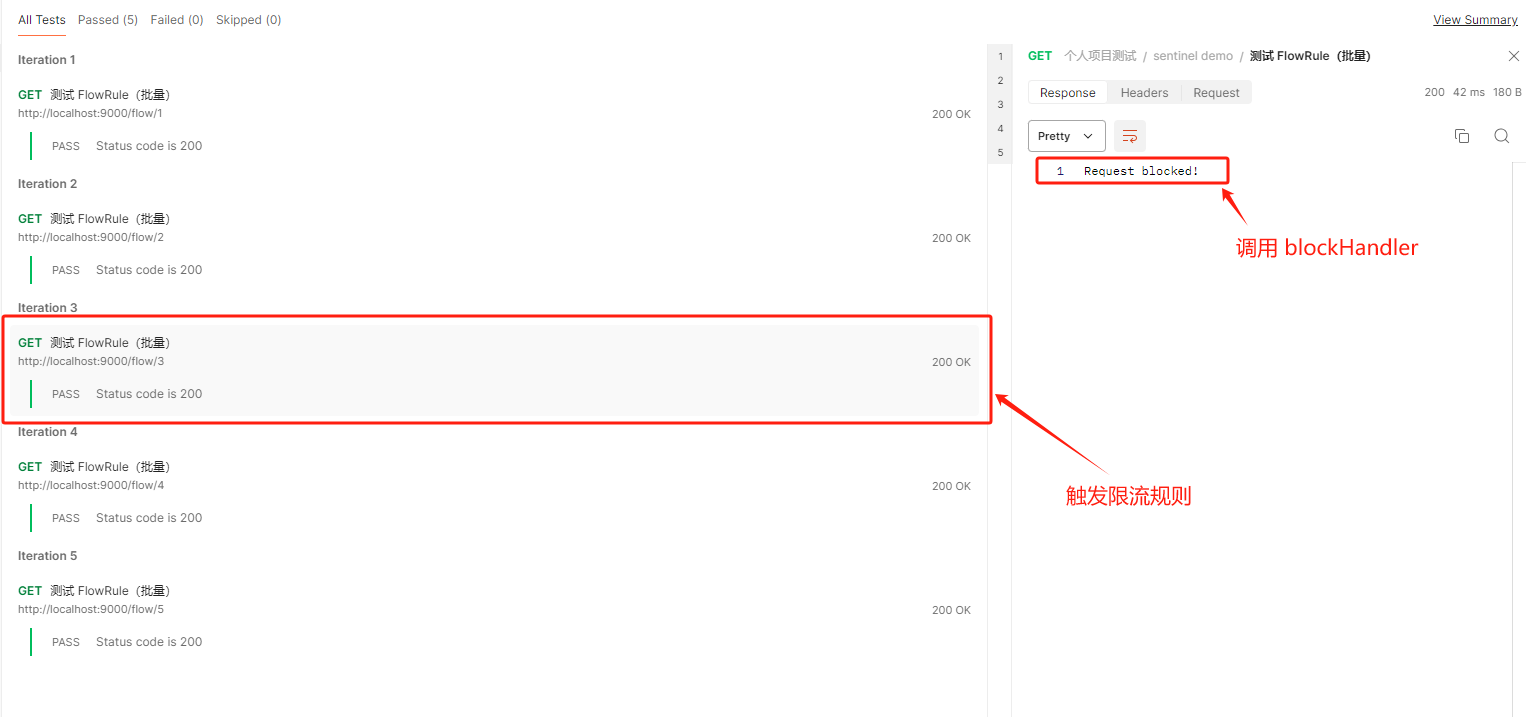 All Tests Passed (5) Failed (0) Skipped (0) View Summary
Iteration 1
GET 测试 FlowRule（批量）
http://localhost:9000/flow/1
200 OK
PASS Status code is 200
Iteration 2
GET 测试 FlowRule（批量）
http://localhost:9000/flow/2
200 OK
PASS Status code is 200
Iteration 3
GET 测试 FlowRule（批量）
http://localhost:9000/flow/3
200 OK
PASS Status code is 200
Iteration 4
GET 测试 FlowRule（批量）
http://localhost:9000/flow/4
200 OK
PASS Status code is 200
Iteration 5
GET 测试 FlowRule（批量）
http://localhost:9000/flow/5
200 OK
PASS Status code is 200
1
2
3
4
5
GET 个人项目测试 / sentinel demo / 测试 FlowRule（批量）
Response Headers Request 200 42 ms 180 B
Pretty
1 Request blocked!
调用 blockHandler
触发限流规则